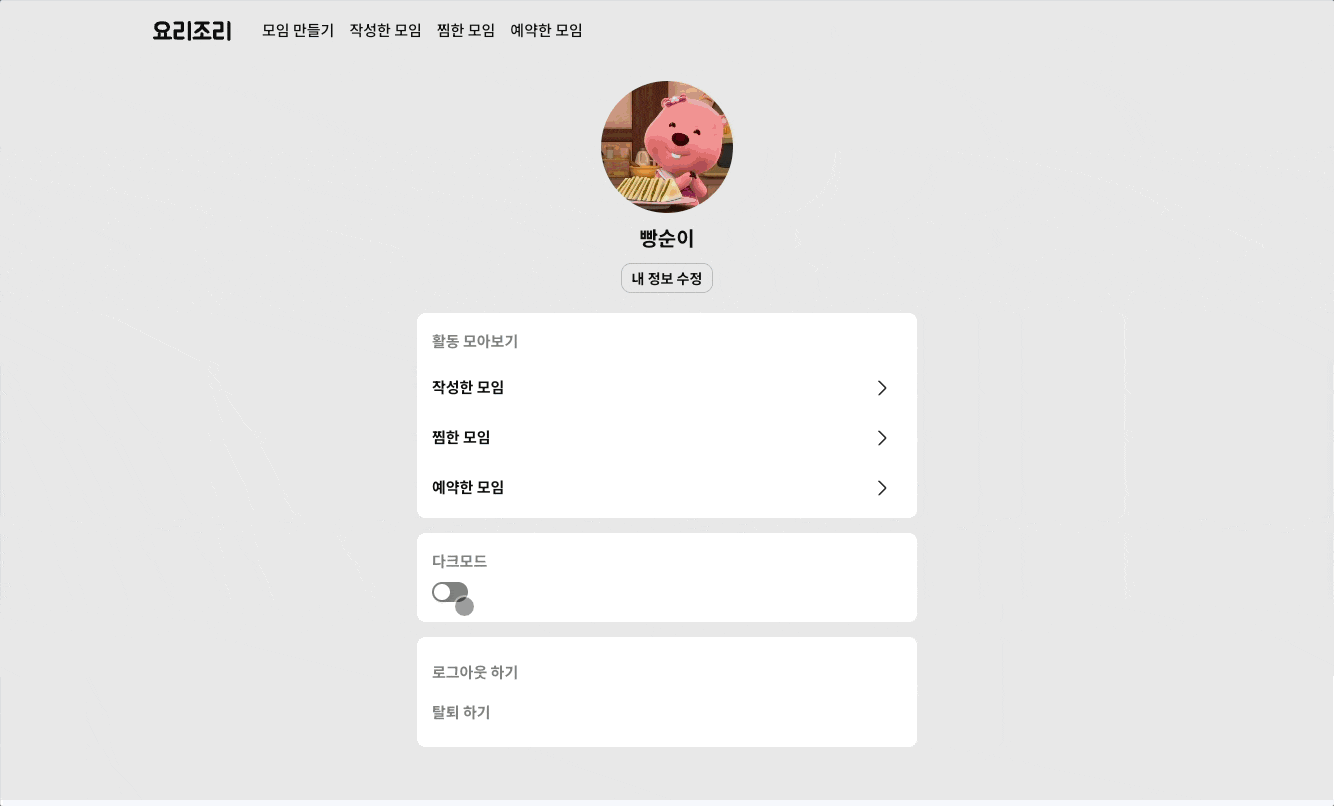 요리조리 모임 만들기 작성한 모임 찜한 모임 예약한 모임
빵순이
내 정보 수정
활동 모아보기
작성한 모임
찜한 모임
예약한 모임
다크모드
로그아웃 하기
탈퇴 하기